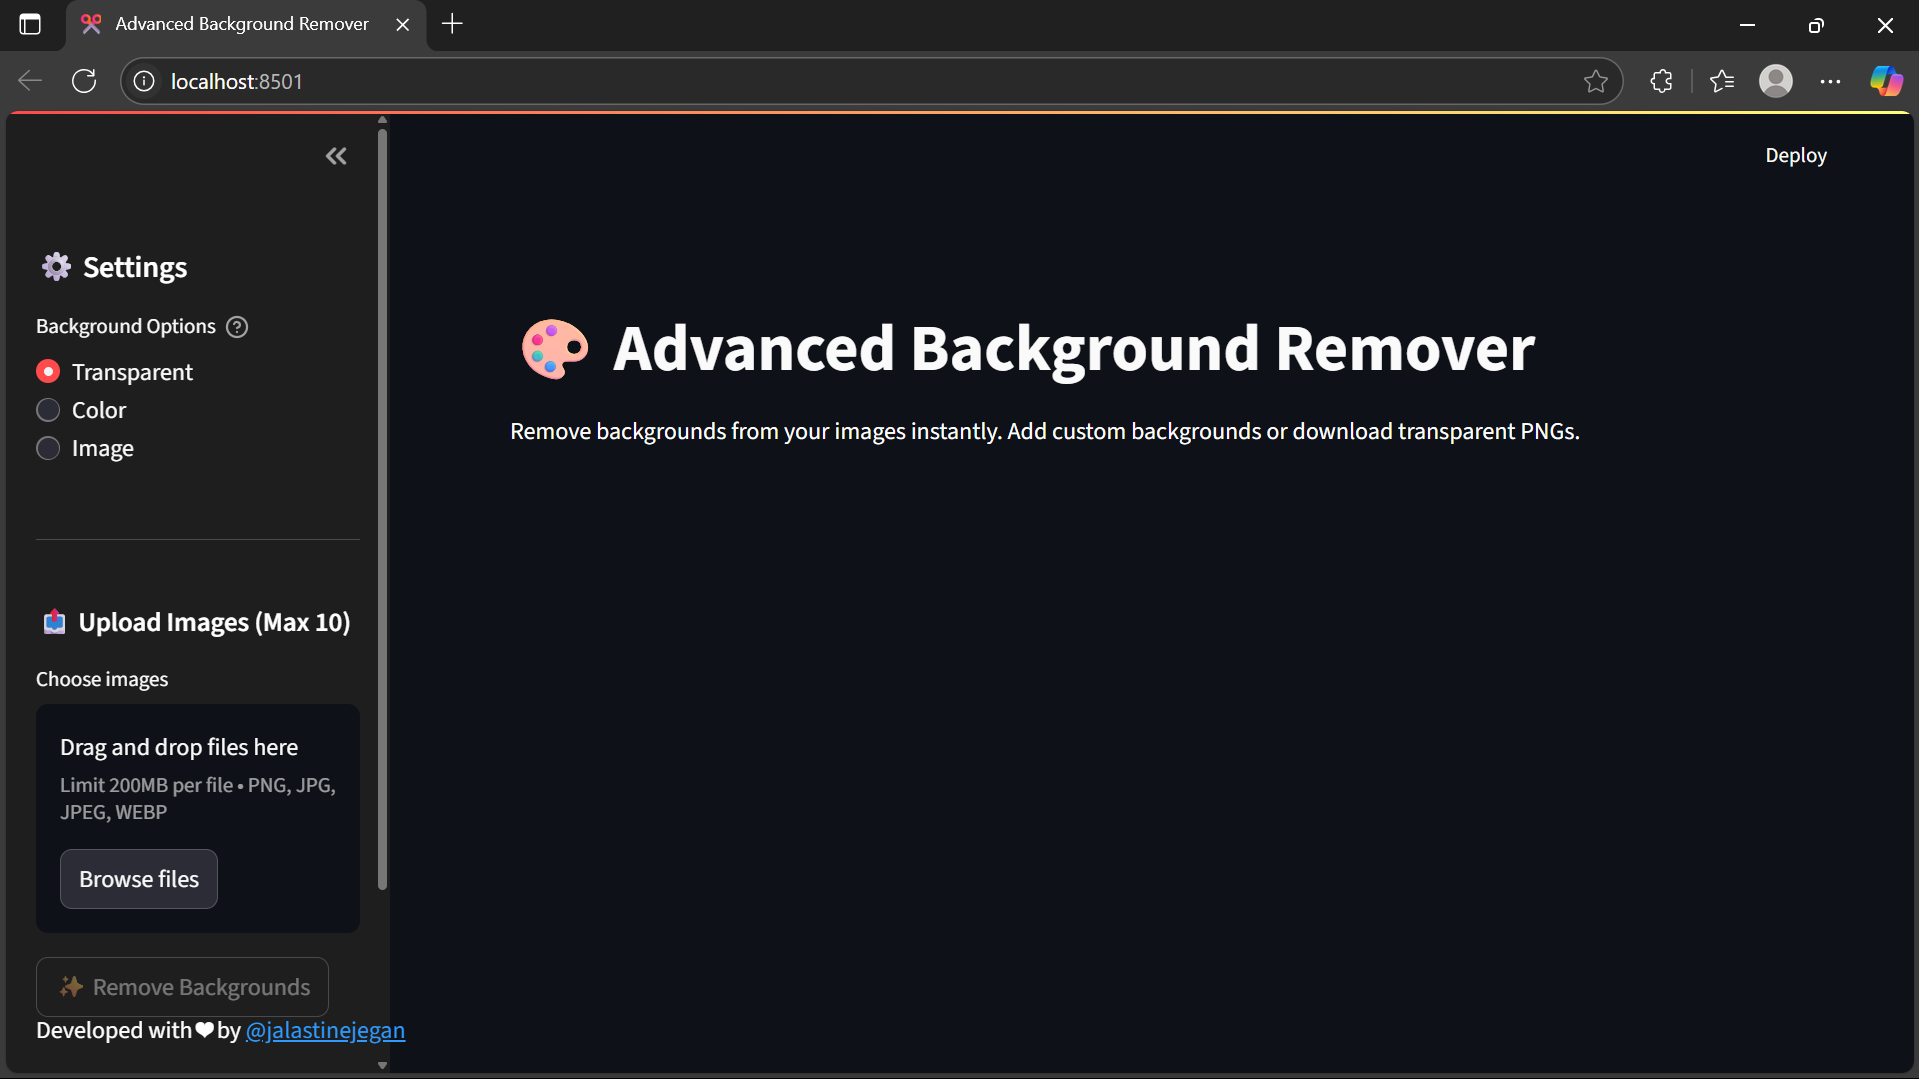 Advanced Background Remover
localhost:8501
Deploy
Settings
Background Options
Transparent
Color
Image
Upload Images (Max 10)
Choose images
Drag and drop files here
Limit 200MB per file • PNG, JPG,
JPEG, WEBP
Browse files
✨ Remove Backgrounds
Developed with❤by @jalastinejegan
Advanced Background Remover
Remove backgrounds from your images instantly. Add custom backgrounds or download transparent PNGs.